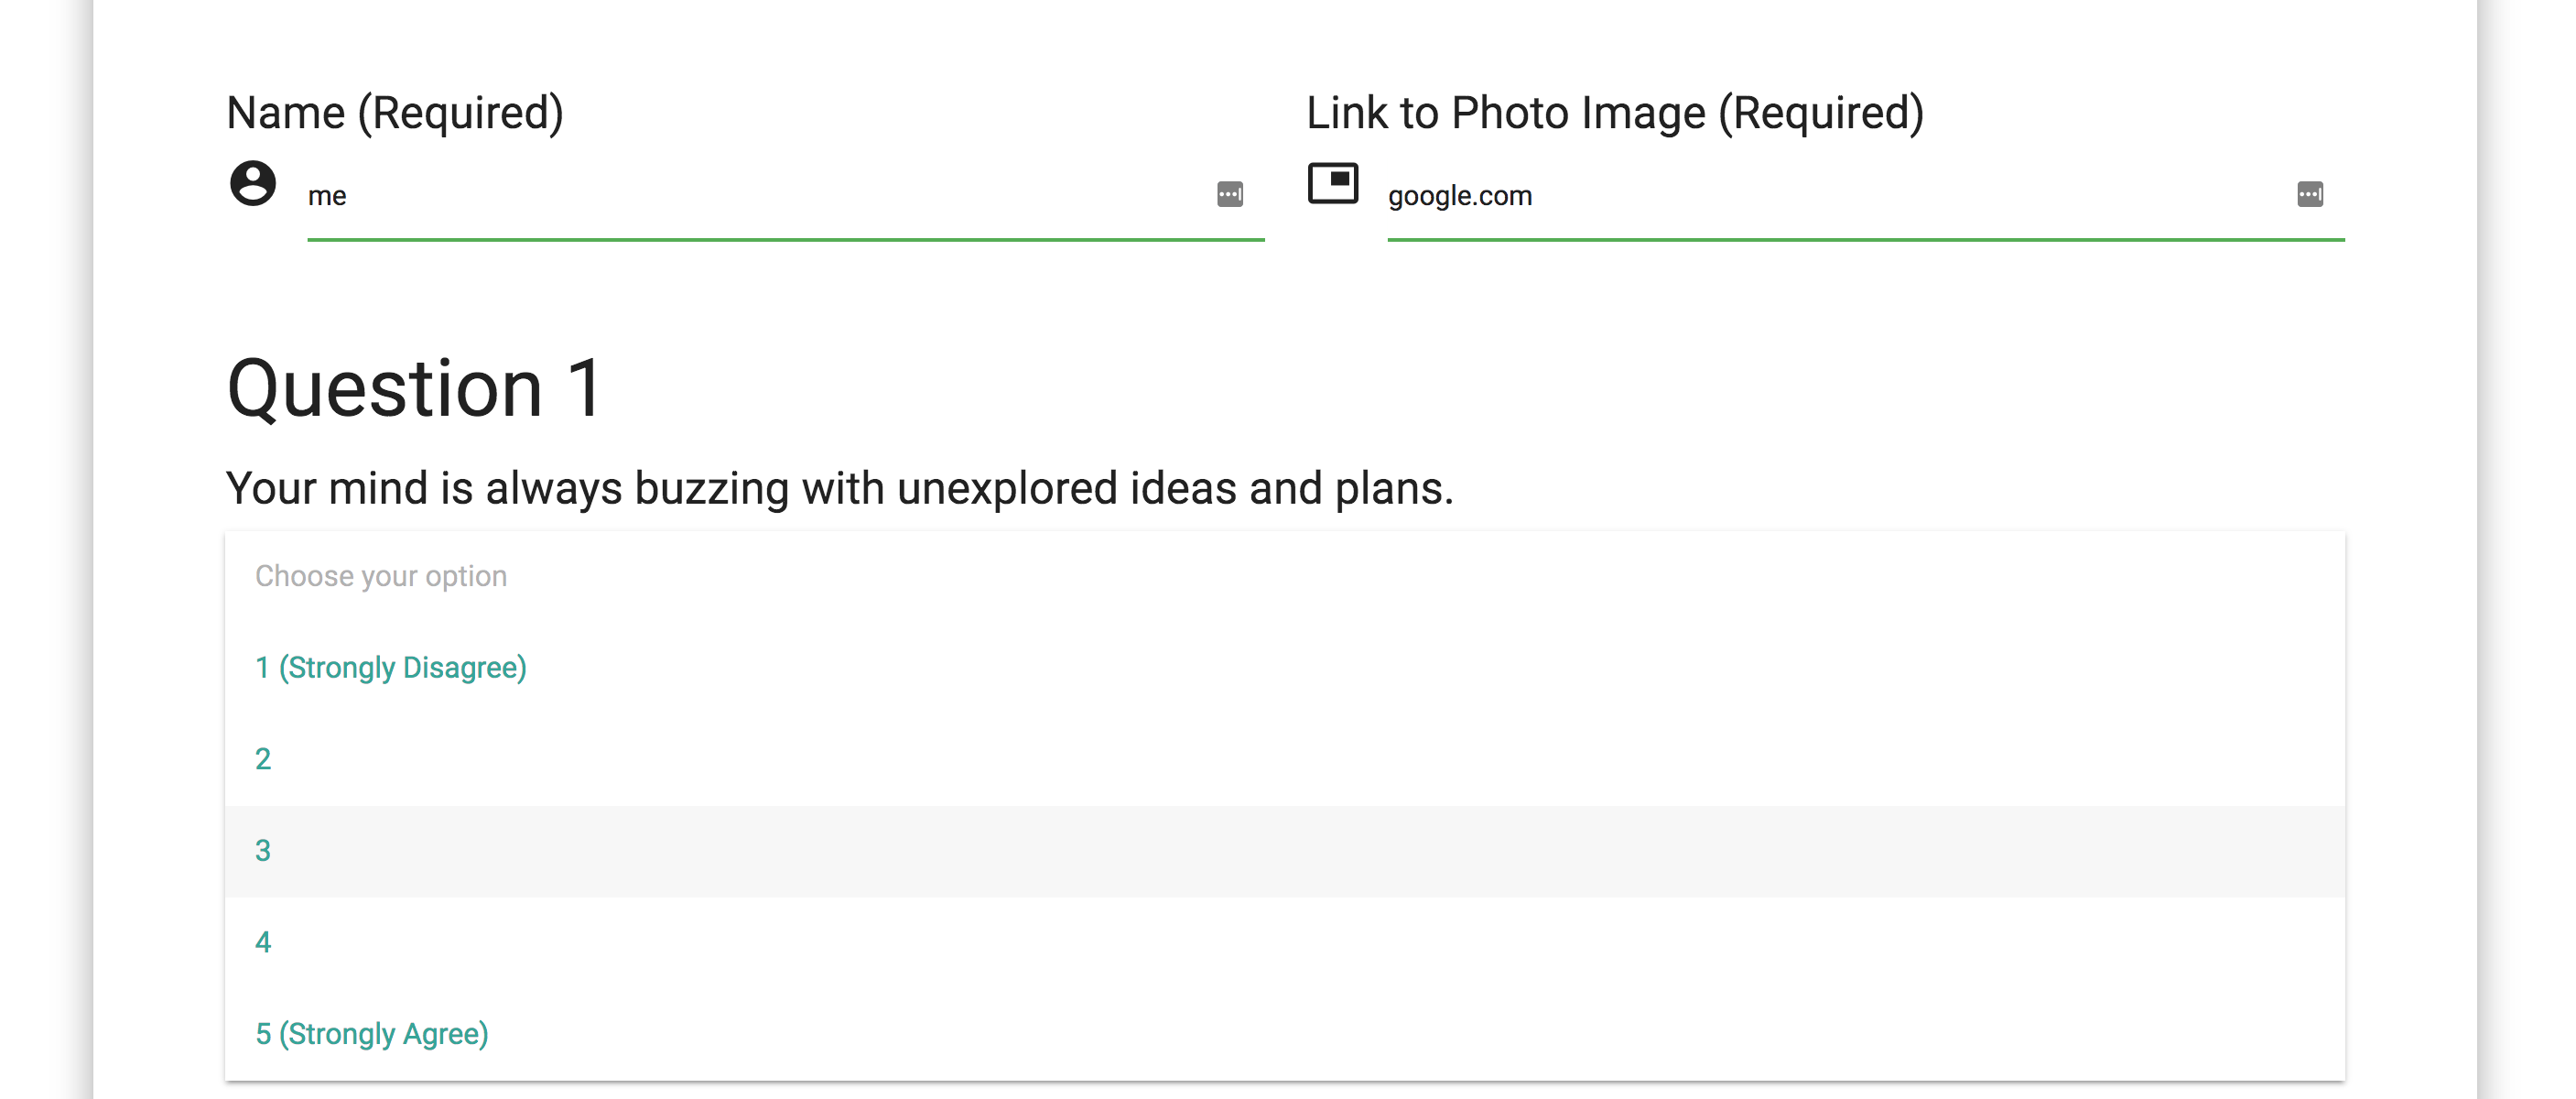 Name (Required)
Link to Photo Image (Required)
me
google.com
Question 1
Your mind is always buzzing with unexplored ideas and plans.
Choose your option
1 (Strongly Disagree)
2
3
4
5 (Strongly Agree)